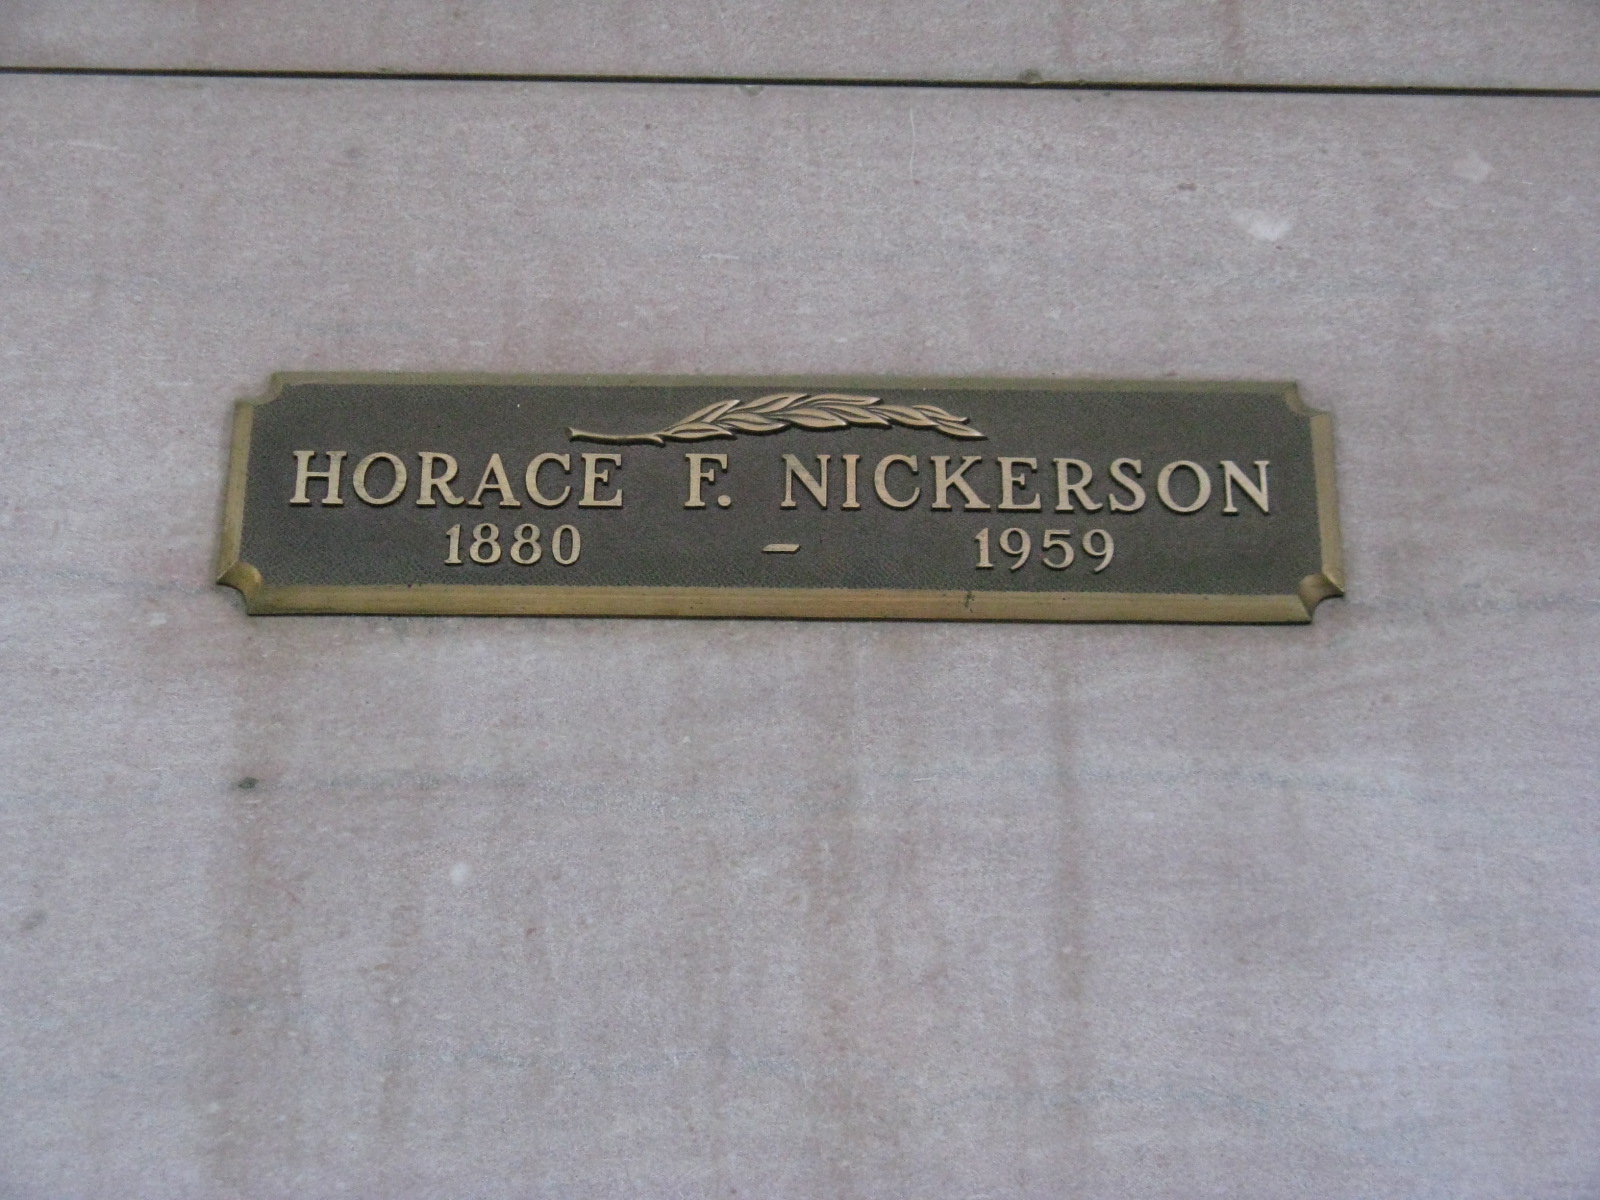 HORACE F. NICKERSON
1880 – 1959